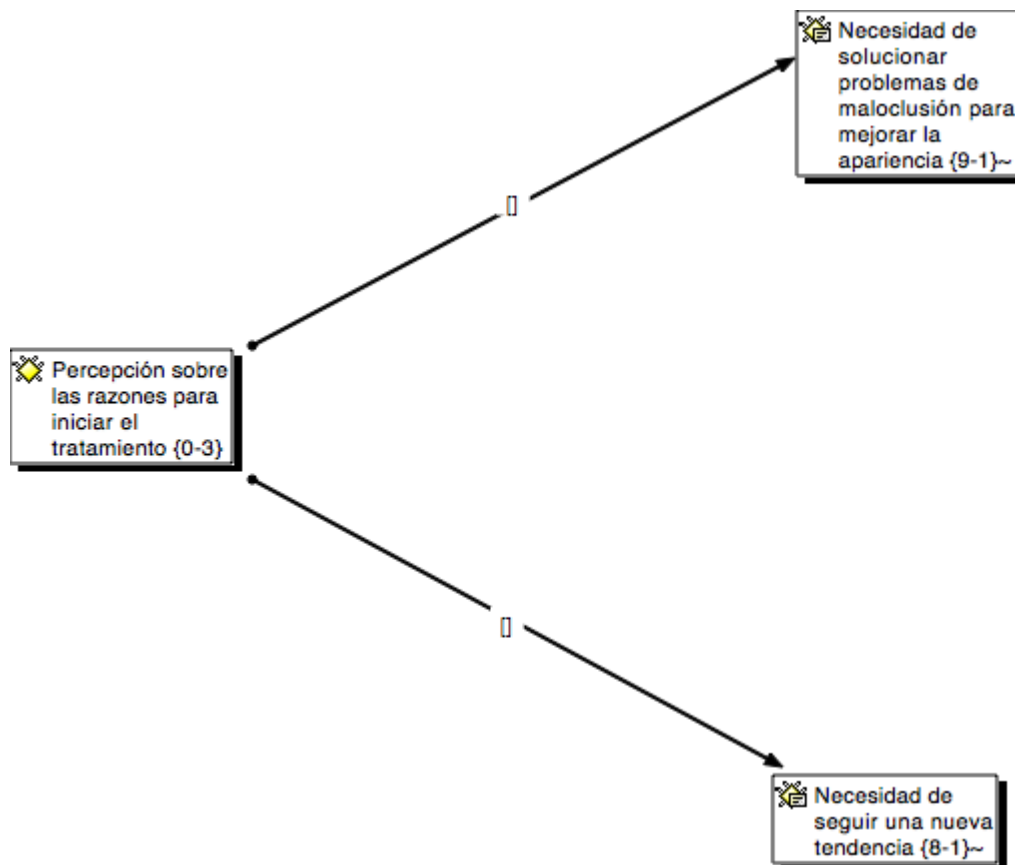 Necesidad de
solucionar
problemas de
maloclusión para
mejorar la
apariencia {9-1}~
[]
Percepción sobre
las razones para
iniciar el
tratamiento {0-3}
[]
Necesidad de
seguir una nueva
tendencia {8-1}~